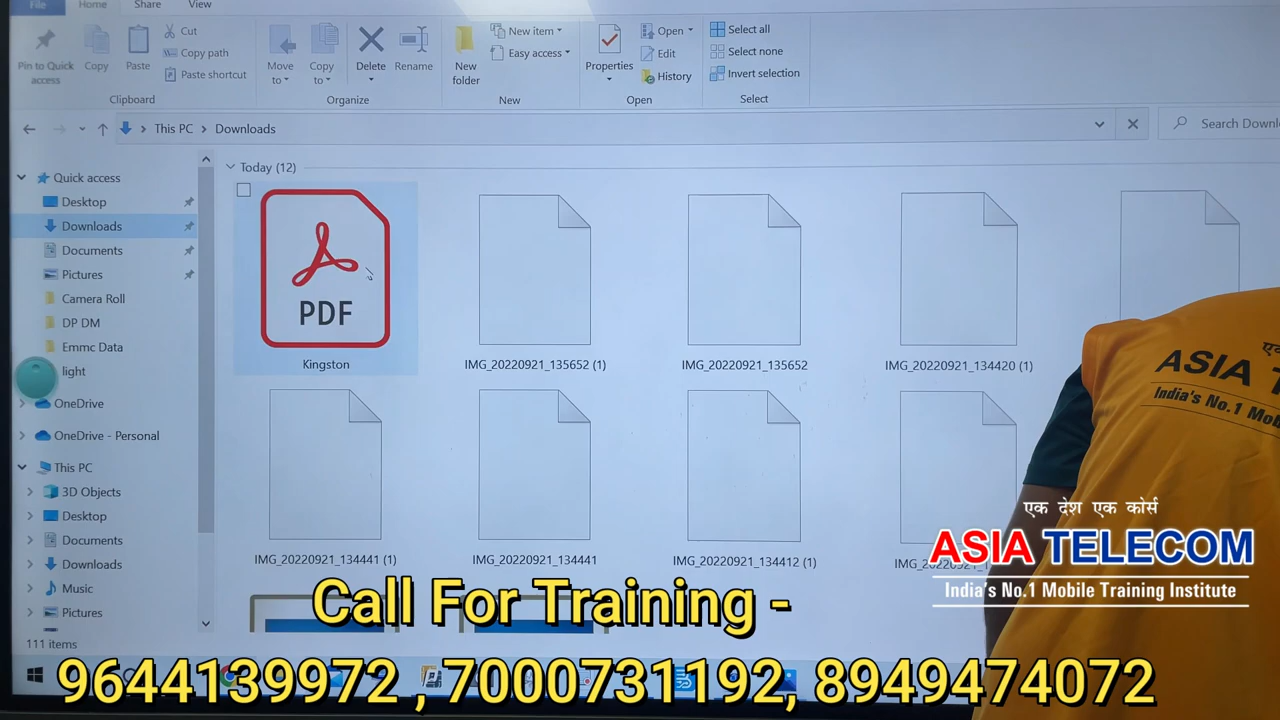 File Home Share View
Cut
Copy path
Paste shortcut
Pin to Quick access
Copy
Paste
Clipboard
Move to
Copy to
Delete
Rename
Organize
New folder
New item
Easy access
New
Properties
Open
Edit
History
Open
Select all
Select none
Invert selection
Select
This PC > Downloads
Search
Today (12)
Quick access
Desktop
Downloads
Documents
Pictures
Camera Roll
DP DM
Emmc Data
light
OneDrive
OneDrive - Personal
This PC
3D Objects
Desktop
Documents
Downloads
Music
Pictures
111 items
PDF
Kingston
IMG_20220921_135652 (1)
IMG_20220921_135652
IMG_20220921_134420 (1)
IMG_20220921_134441 (1)
IMG_20220921_134441
IMG_20220921_134412 (1)
ASIA
India's No.1
एक देश एक कोर्स
ASIA TELECOM
India's No.1 Mobile Training Institute
Call For Training -
9644139972 , 7000731192, 8949474072